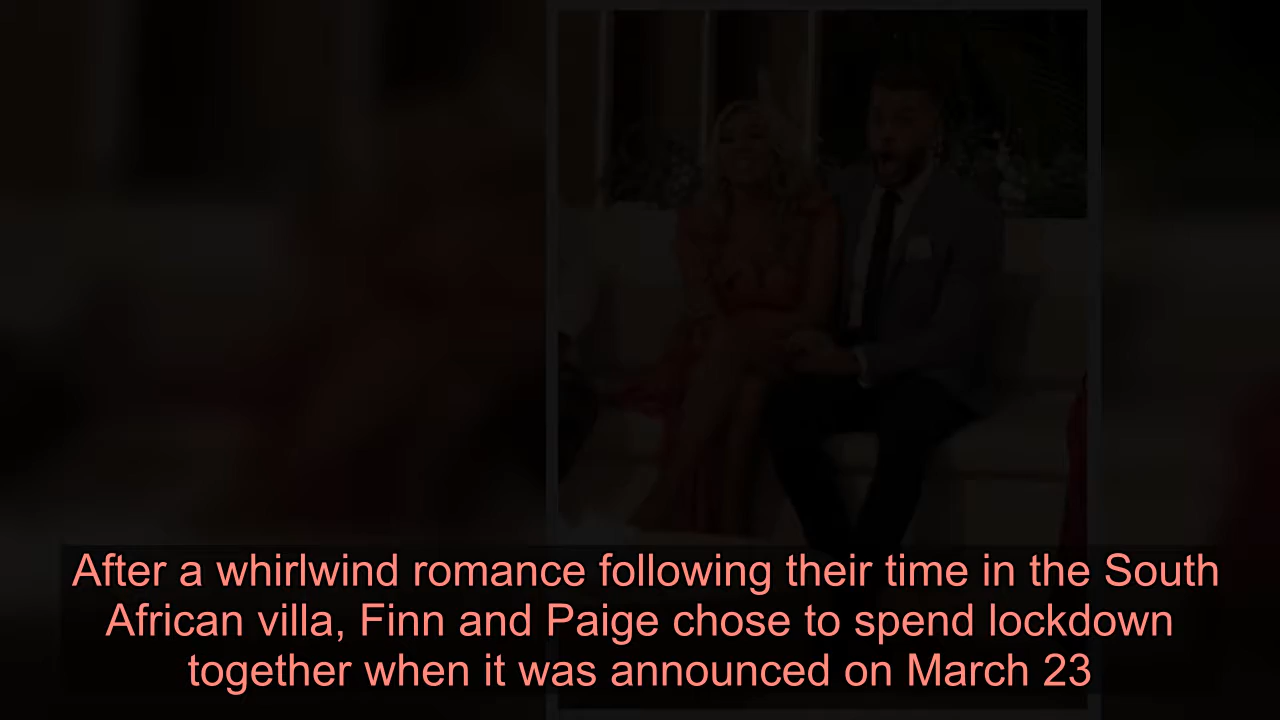 After a whirlwind romance following their time in the South
African villa, Finn and Paige chose to spend lockdown
together when it was announced on March 23